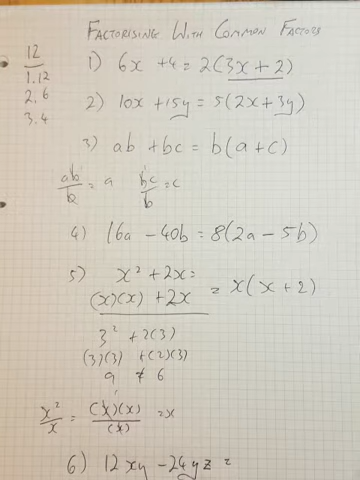 FACTORISING WITH COMMON FACTORS
12
1.12
2.6
3.4
1) 6x + 4 = 2(3x + 2)
2) 10x + 15y = 5(2x + 3y)
3) ab + bc = b(a + c)
ab/b = a bc/b = c
4) 16a - 40b = 8(2a - 5b)
5) x² + 2x =
(x)(x) + 2x = x(x + 2)
3² + 2(3)
(3)(3) + (2)(3)
9 ≠ 6
x²/x = (x)(x)/(x) = x
6) 12xy - 24yz =